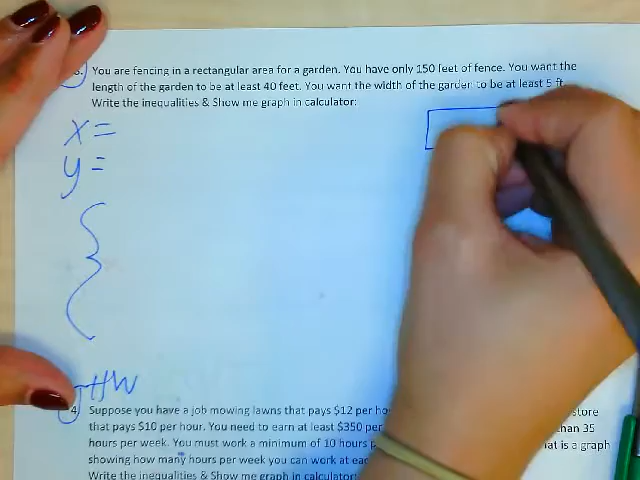 3. You are fencing in a rectangular area for a garden. You have only 150 feet of fence. You want the
length of the garden to be at least 40 feet. You want the width of the garden to be at least 5 ft.
Write the inequalities & Show me graph in calculator:
x =
y =
{
HW
4. Suppose you have a job mowing lawns that pays $12 per store
that pays $10 per hour. You need to earn at least $350 per than 35
hours per week. You must work a minimum of 10 hours is a graph
showing how many hours per week you can work at
Write the inequalities & Show me graph in calculator: